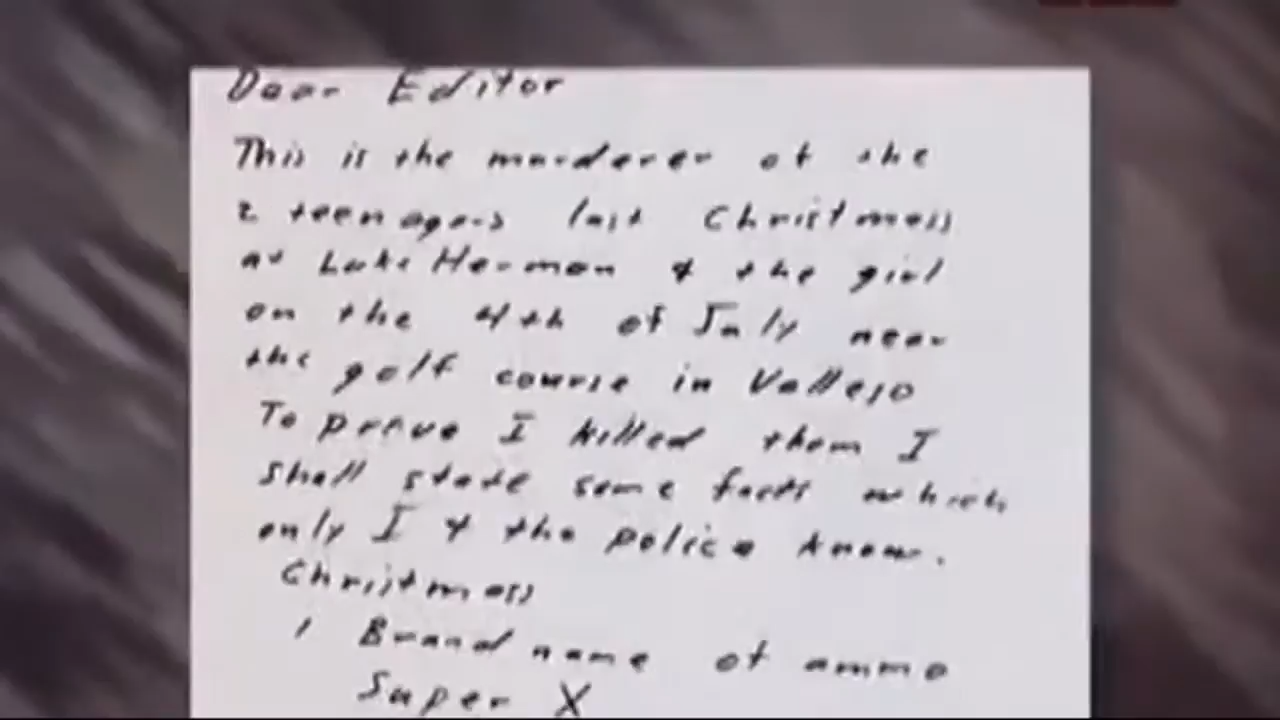 Dear Editor
This is the murderer of the
2 teenagers last Christmass
at Lake Herman & the girl
on the 4th of July near
the golf course in Vallejo
To prove I killed them I
shall state some facts which
only I & the police know.
Christmass
1 Brand name of ammo
Super X